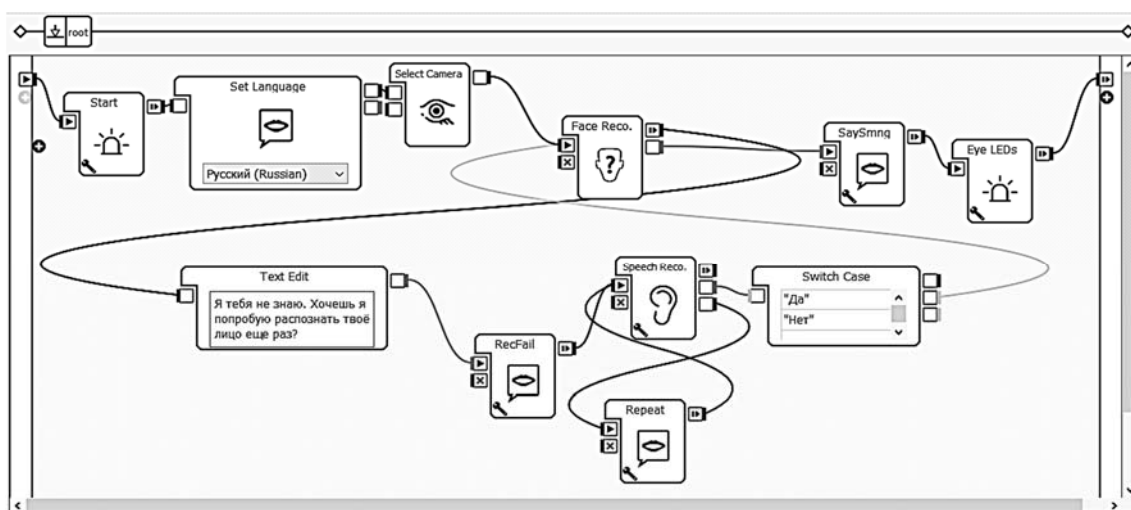 root
Start
Set Language
Русский (Russian)
Select Camera
Face Reco.
?
SaySmng
Eye LEDs
Text Edit
Я тебя не знаю. Хочешь я
попробую распознать твоё
лицо еще раз?
RecFail
Speech Reco.
Switch Case
"Да"
"Нет"
Repeat